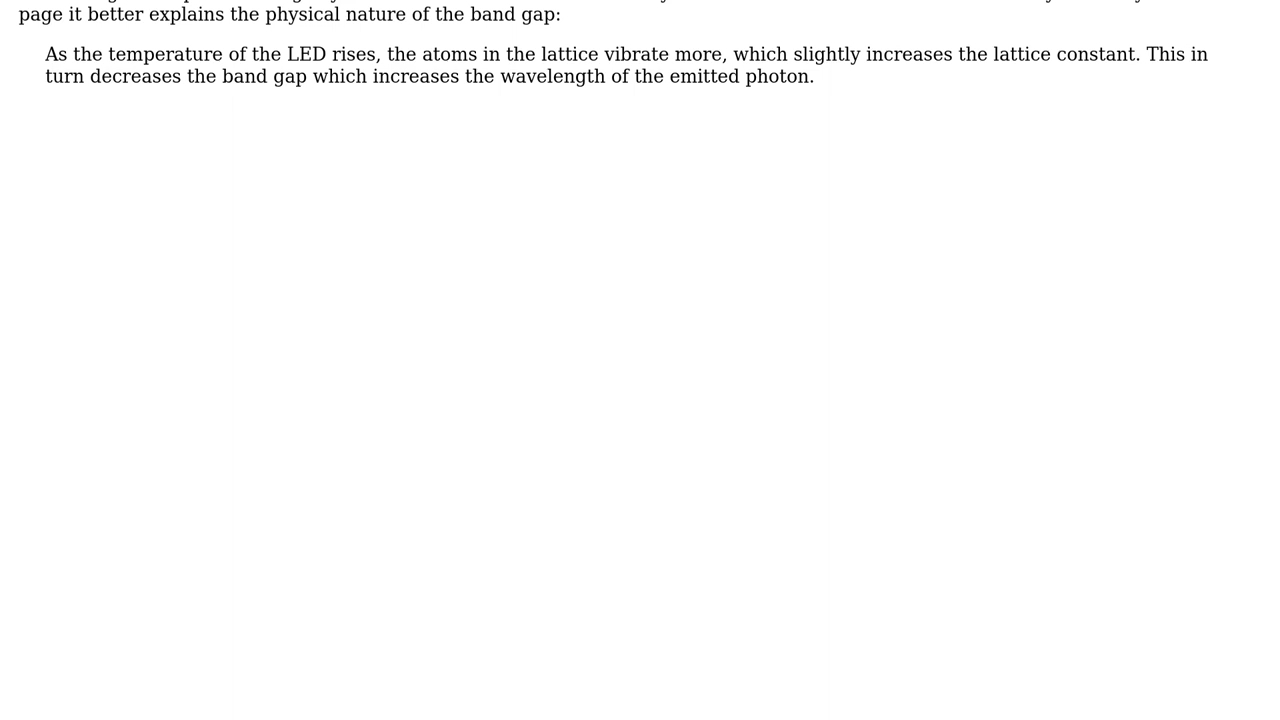 page it better explains the physical nature of the band gap:
As the temperature of the LED rises, the atoms in the lattice vibrate more, which slightly increases the lattice constant. This in
turn decreases the band gap which increases the wavelength of the emitted photon.